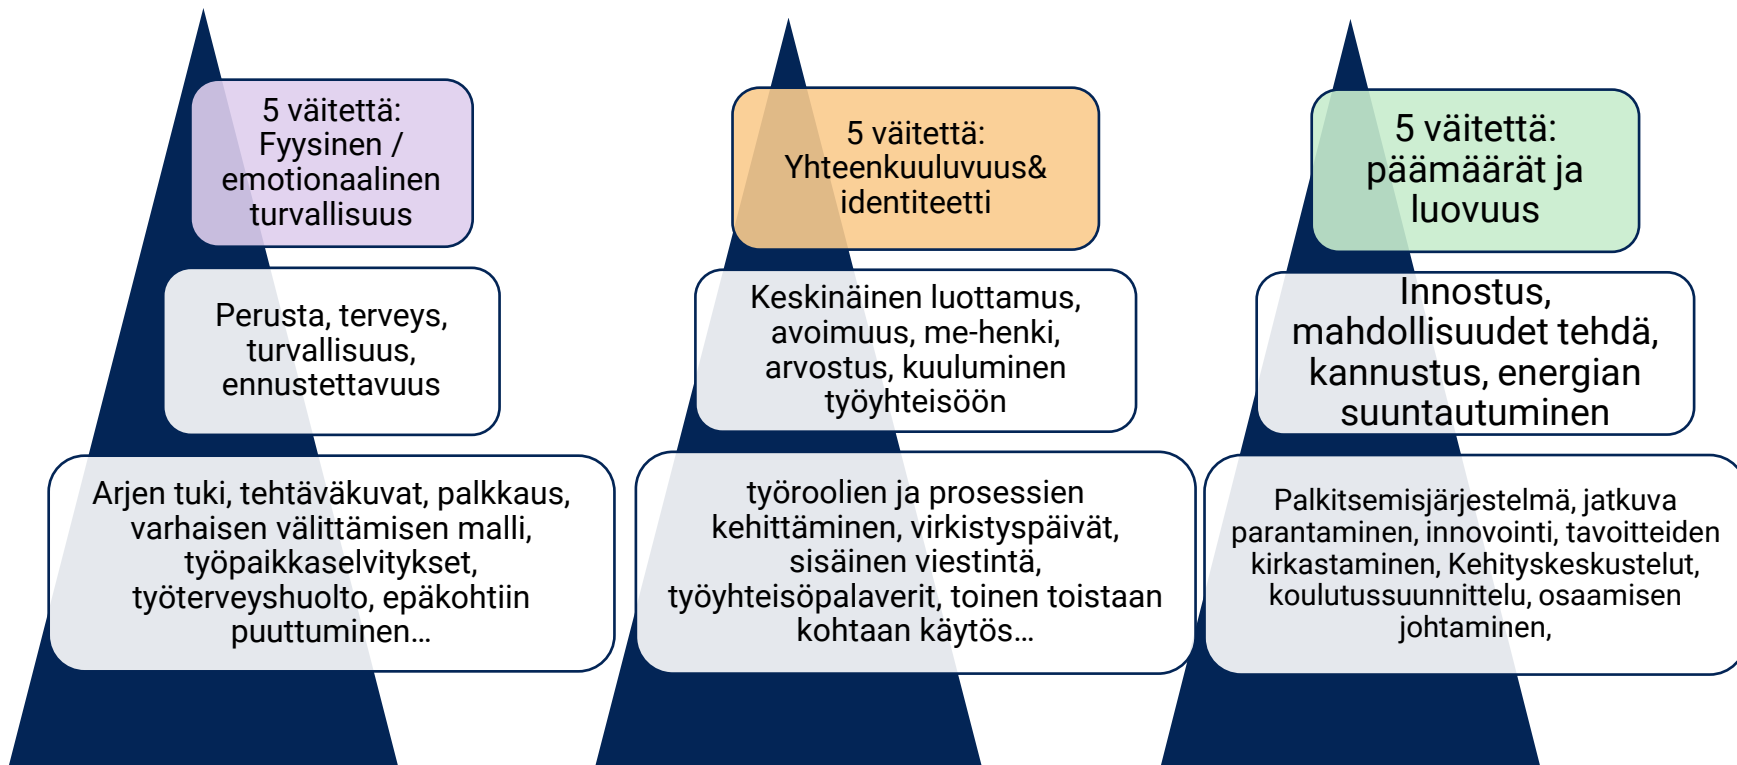 5 väitettä:
Fyysinen /
emotionaalinen
turvallisuus
Perusta, terveys,
turvallisuus,
ennustettavuus
Arjen tuki, tehtäväkuvat, palkkaus,
varhaisen välittämisen malli,
työpaikkaselvitykset,
työterveyshuolto, epäkohtiin
puuttuminen…
5 väitettä:
Yhteenkuuluvuus&
identiteetti
Keskinäinen luottamus,
avoimuus, me-henki,
arvostus, kuuluminen
työyhteisöön
työroolien ja prosessien
kehittäminen, virkistyspäivät,
sisäinen viestintä,
työyhteisöpalaverit, toinen toistaan
kohtaan käytös…
5 väitettä:
päämäärät ja
luovuus
Innostus,
mahdollisuudet tehdä,
kannustus, energian
suuntautuminen
Palkitsemisjärjestelmä, jatkuva
parantaminen, innovointi, tavoitteiden
kirkastaminen, Kehityskeskustelut,
koulutussuunnittelu, osaamisen
johtaminen,